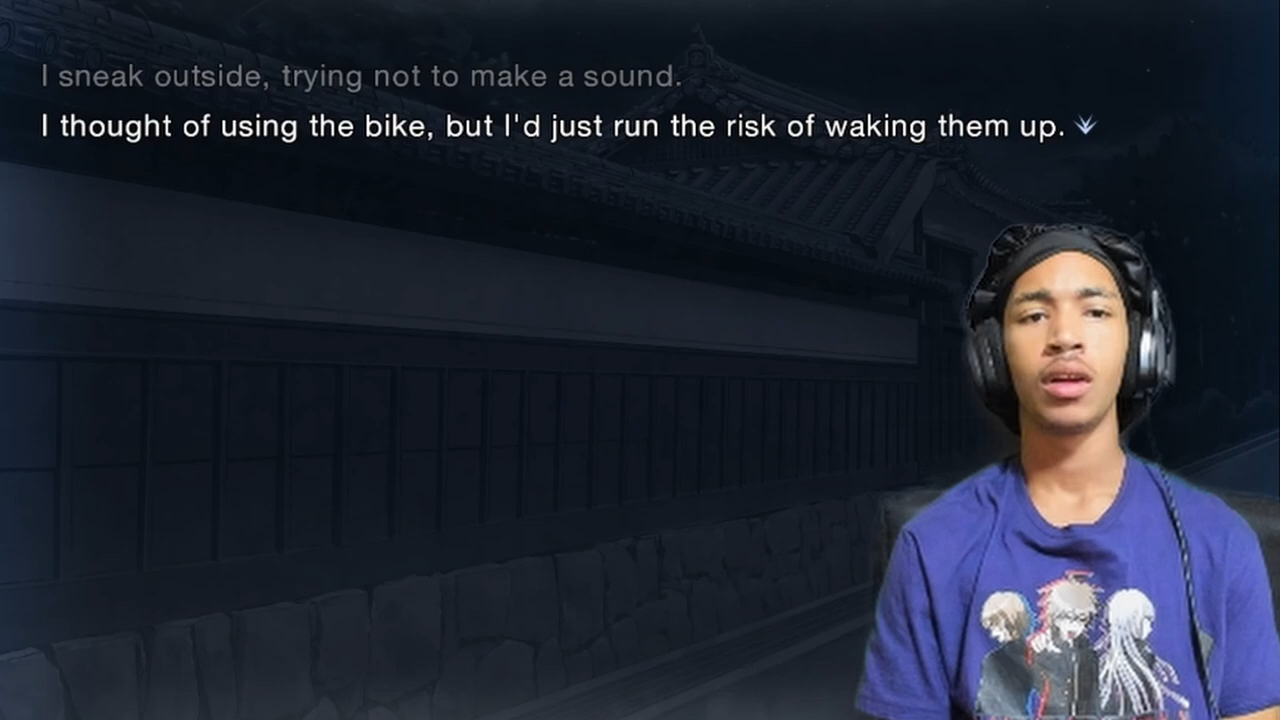 I sneak outside, trying not to make a sound.
I thought of using the bike, but I'd just run the risk of waking them up.